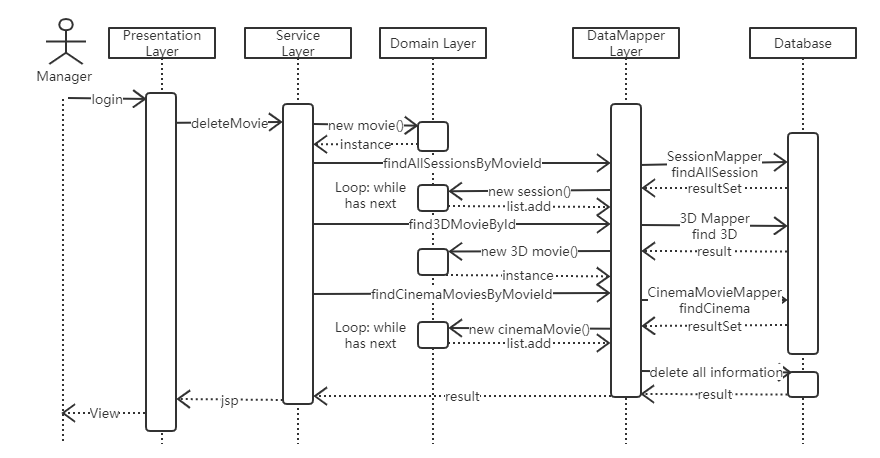 Presentation
Layer
Service
Layer
Domain Layer
DataMapper
Layer
Database
Manager
login
deleteMovie
new movie()
instance
findAllSessionsByMovieId
SessionMapper
findAllSession
resultSet
Loop: while
has next
new session()
list.add
find3DMovieById
3D Mapper
find 3D
new 3D movie()
result
instance
findCinemaMoviesByMovieId
CinemaMovieMapper
findCinema
resultSet
Loop: while
has next
new cinemaMovie()
list.add
delete all information
result
result
jsp
View